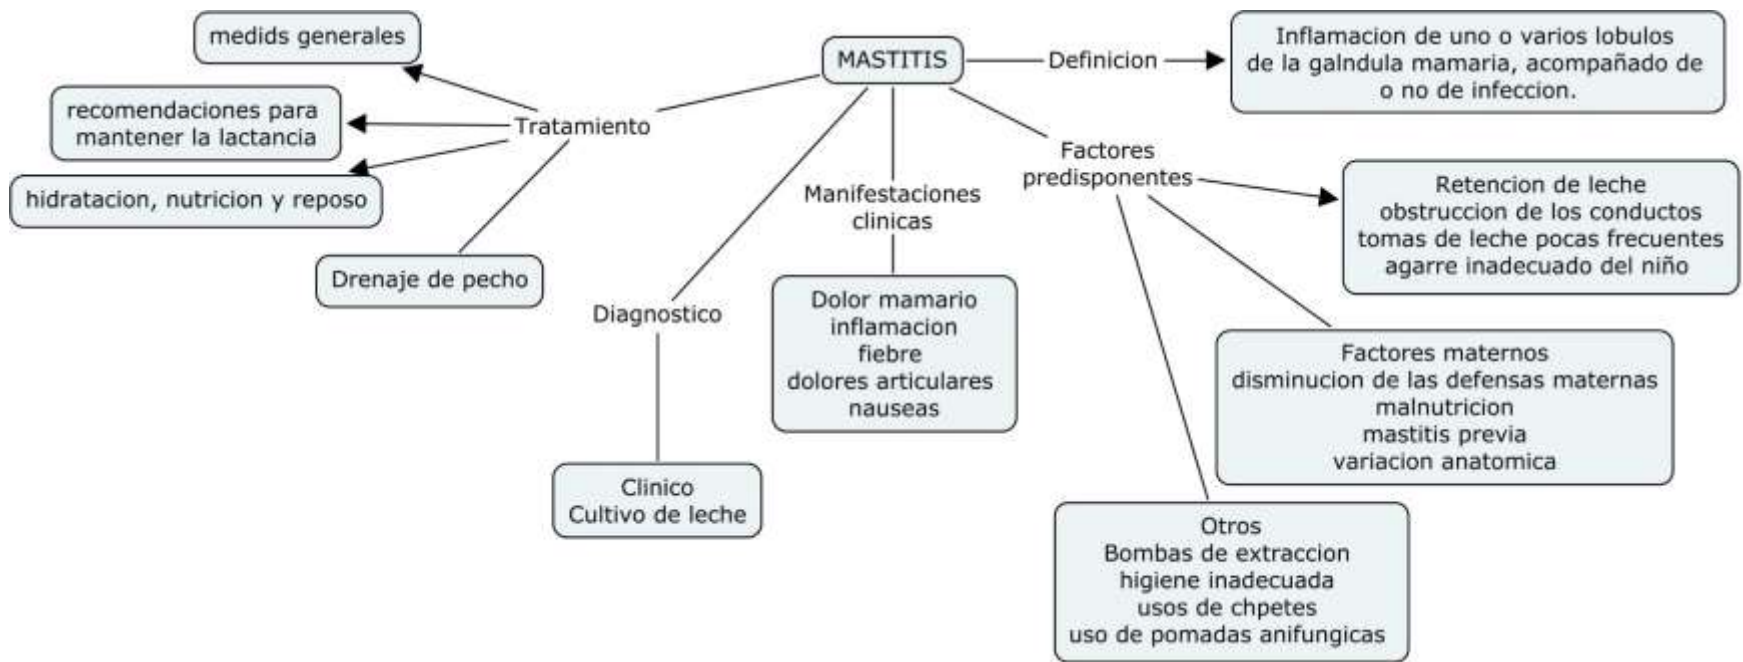 MASTITIS
Definicion
Inflamacion de uno o varios lobulos
de la galndula mamaria, acompañado de
o no de infeccion.
medids generales
recomendaciones para
mantener la lactancia
Tratamiento
hidratacion, nutricion y reposo
Drenaje de pecho
Diagnostico
Clinico
Cultivo de leche
Manifestaciones
clinicas
Dolor mamario
inflamacion
fiebre
dolores articulares
nauseas
Factores
predisponentes
Retencion de leche
obstruccion de los conductos
tomas de leche pocas frecuentes
agarre inadecuado del niño
Factores maternos
disminucion de las defensas maternas
malnutricion
mastitis previa
variacion anatomica
Otros
Bombas de extraccion
higiene inadecuada
usos de chpetes
uso de pomadas anifungicas